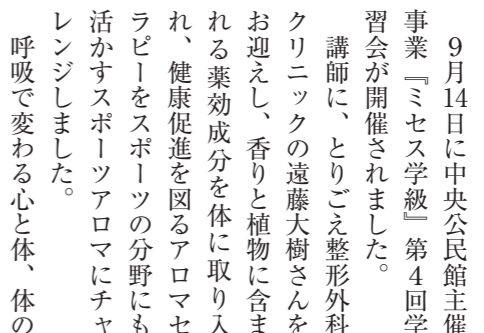 ９月14日に中央公民館主催
事業『ミセス学級』第４回学
習会が開催されました。
　講師に、とりごえ整形外科
クリニックの遠藤大樹さんを
お迎えし、香りと植物に含ま
れる薬効成分を体に取り入
れ、健康促進を図るアロマセ
ラピーをスポーツの分野にも
活かすスポーツアロマにチャ
レンジしました。
　呼吸で変わる心と体、体の